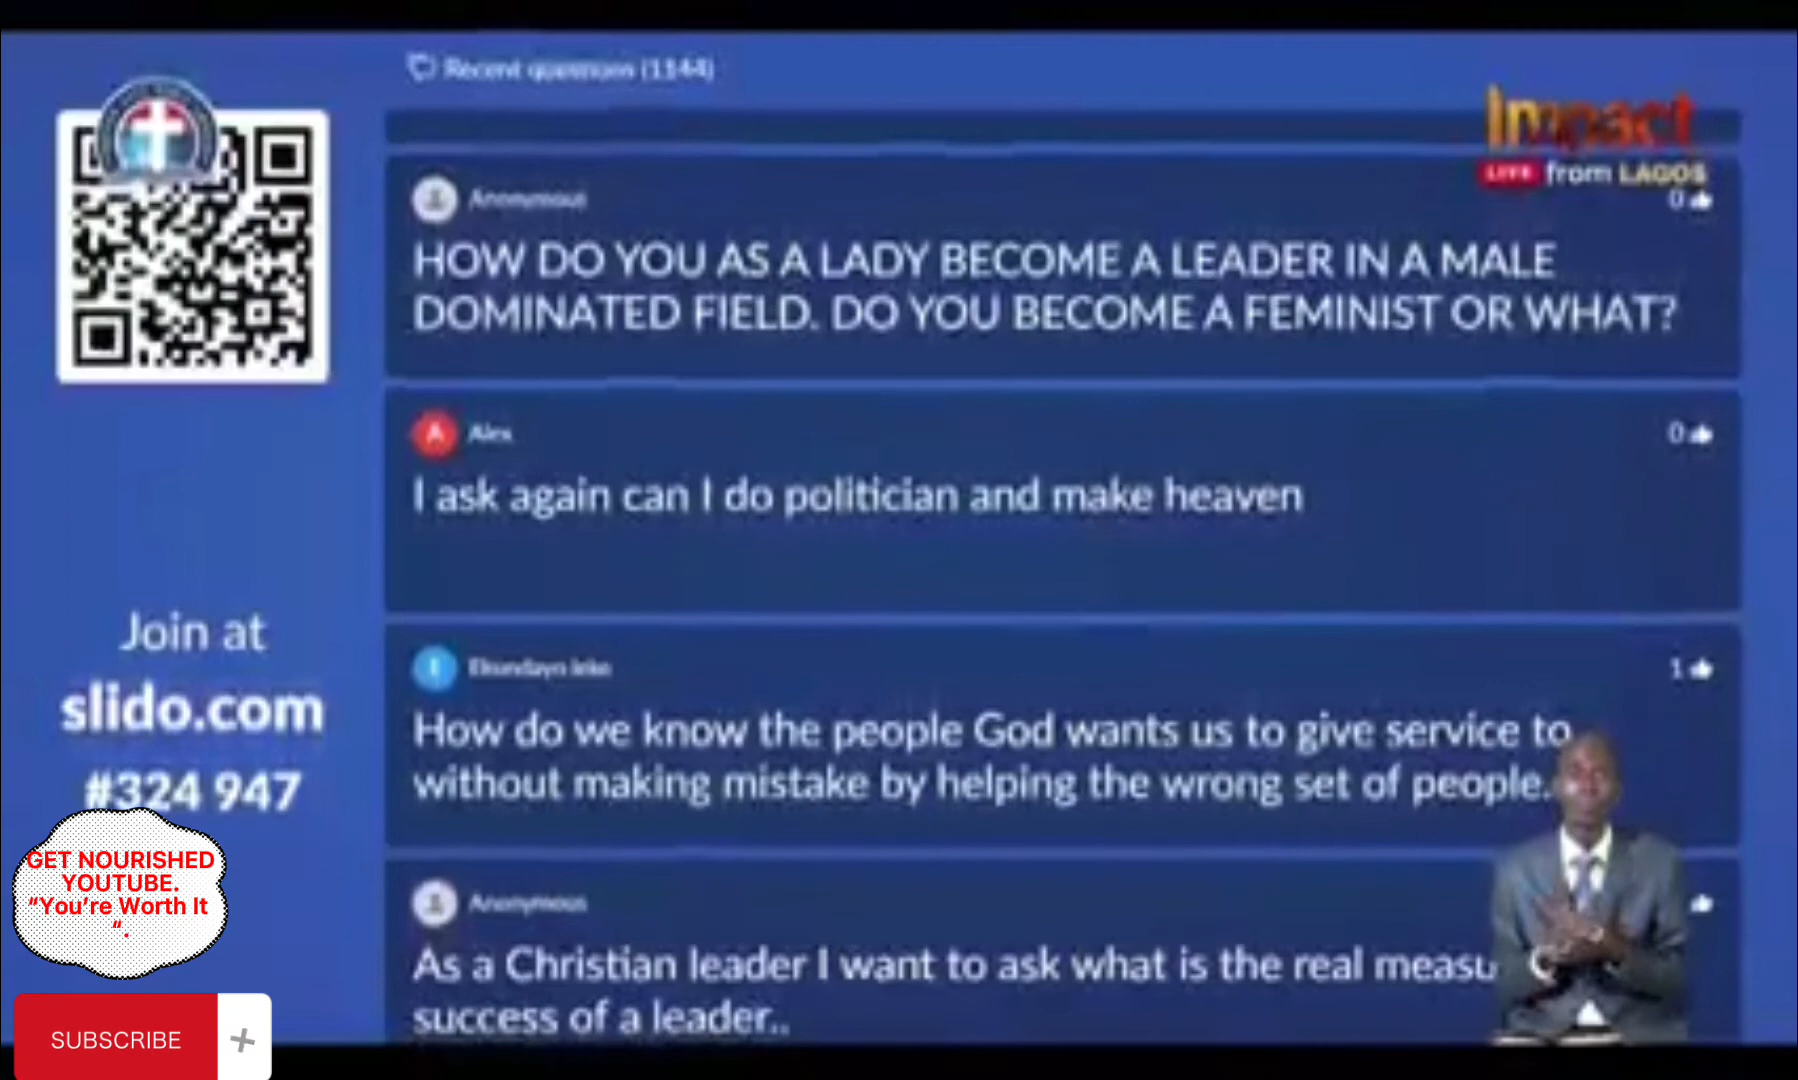 Recent questions (1144)
Impact
LIVE from LAGOS
Anonymous
0
HOW DO YOU AS A LADY BECOME A LEADER IN A MALE
DOMINATED FIELD. DO YOU BECOME A FEMINIST OR WHAT?
Alex
0
I ask again can I do politician and make heaven
1
How do we know the people God wants us to give service to
without making mistake by helping the wrong set of people.
Anonymous
As a Christian leader I want to ask what is the real measu
success of a leader..
Join at
slido.com
#324 947
GET NOURISHED
YOUTUBE.
“You’re Worth It
“.
SUBSCRIBE